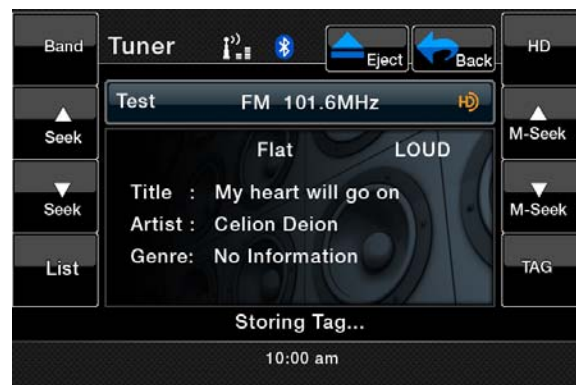 Band
Tuner
Eject
Back
HD
Test FM 101.6MHz HD
Seek
M-Seek
Flat LOUD
Title : My heart will go on
Seek
M-Seek
Artist : Celion Deion
Genre: No Information
List
TAG
Storing Tag...
10:00 am